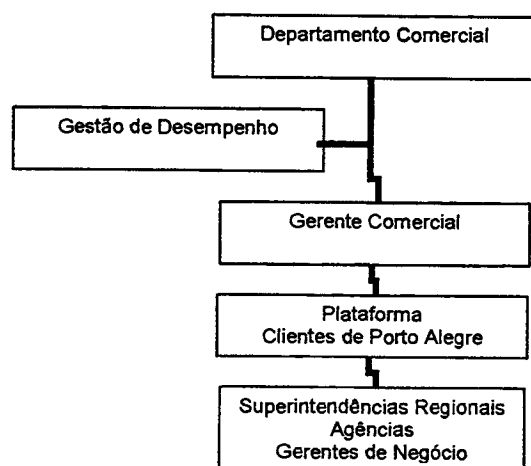 Departamento Comercial
Gestão de Desempenho
Gerente Comercial
Plataforma
Clientes de Porto Alegre
Superintendências Regionais
Agências
Gerentes de Negócio